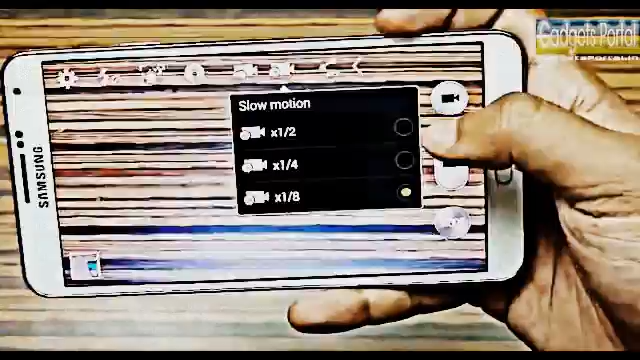 Gadgets Portal
SAMSUNG
Slow motion
x1/2
x1/4
x1/8